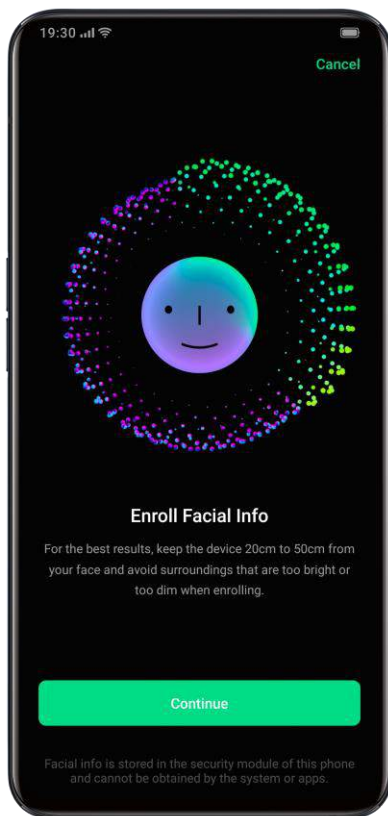 19:30
Cancel
Enroll Facial Info
For the best results, keep the device 20cm to 50cm from
your face and avoid surroundings that are too bright or
too dim when enrolling.
Continue
Facial info is stored in the security module of this phone
and cannot be obtained by the system or apps.